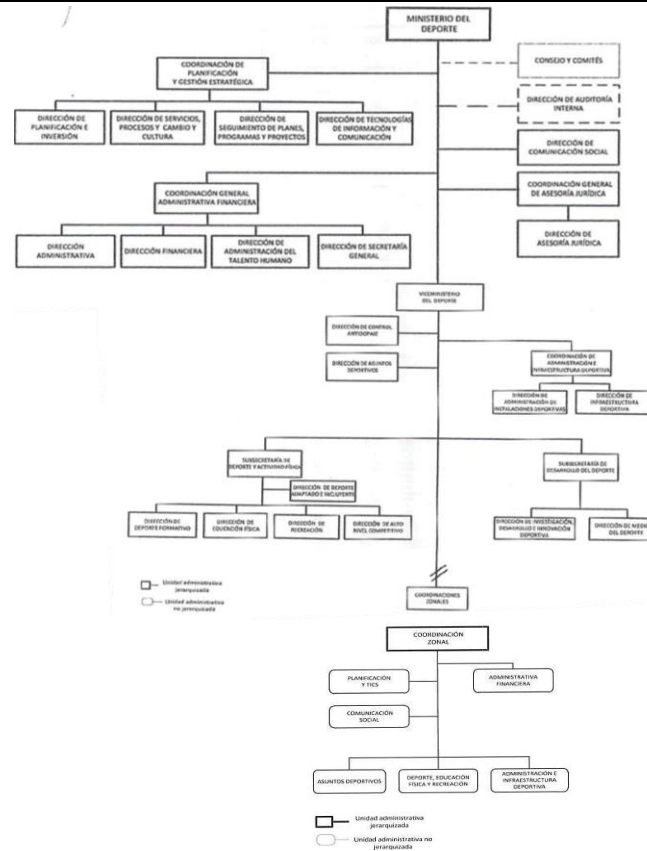 MINISTERIO DEL
DEPORTE
CONSEJO Y COMITÉS
COORDINACIÓN DE
PLANIFICACIÓN
Y GESTIÓN ESTRATÉGICA
DIRECCIÓN DE AUDITORÍA
INTERNA
DIRECCIÓN DE
PLANIFICACIÓN E
INVERSIÓN
DIRECCIÓN DE SERVICIOS,
PROCESOS Y CAMBIO Y
CULTURA
DIRECCIÓN DE
SEGUIMIENTO DE PLANES,
PROGRAMAS Y PROYECTOS
DIRECCIÓN DE TECNOLOGÍAS
DE INFORMACIÓN Y
COMUNICACIÓN
DIRECCIÓN DE
COMUNICACIÓN SOCIAL
COORDINACIÓN GENERAL
ADMINISTRATIVA FINANCIERA
COORDINACIÓN GENERAL
DE ASESORÍA JURÍDICA
DIRECCIÓN
ADMINISTRATIVA
DIRECCIÓN FINANCIERA
DIRECCIÓN DE
ADMINISTRACIÓN DEL
TALENTO HUMANO
DIRECCIÓN DE SECRETARÍA
GENERAL
DIRECCIÓN DE
ASESORÍA JURÍDICA
VICEMINISTERIO
DEL DEPORTE
DIRECCIÓN DE CONTROL
ANTIDOPAJE
DIRECCIÓN DE ASUNTOS
DEPORTIVOS
COORDINACIÓN DE
ADMINISTRACIÓN E
INFRAESTRUCTURA DEPORTIVA
DIRECCIÓN DE
ADMINISTRACIÓN DE
INSTALACIONES DEPORTIVAS
DIRECCIÓN DE
INFRAESTRUCTURA
DEPORTIVA
SUBSECRETARÍA DE
DEPORTE Y ACTIVIDAD FÍSICA
SUBSECRETARÍA DE
DESARROLLO DEL DEPORTE
DIRECCIÓN DE DEPORTE
ADAPTADO E INCLUYENTE
DIRECCIÓN DE
DEPORTE FORMATIVO
DIRECCIÓN DE
EDUCACIÓN FÍSICA
DIRECCIÓN DE
RECREACIÓN
DIRECCIÓN DE ALTO
NIVEL COMPETITIVO
DIRECCIÓN DE INVESTIGACIÓN,
DESARROLLO E INNOVACIÓN
DEPORTIVA
DIRECCIÓN DE
DEL DEPORTE
Unidad administrativa
jerarquizada
Unidad administrativa
no jerarquizada
COORDINACIONES
ZONALES
COORDINACIÓN
ZONAL
PLANIFICACIÓN
Y TICS
ADMINISTRATIVA
FINANCIERA
COMUNICACIÓN
SOCIAL
ASUNTOS DEPORTIVOS
DEPORTE, EDUCACIÓN
FÍSICA Y RECREACIÓN
ADMINISTRACIÓN E
INFRAESTRUCTURA
DEPORTIVA
Unidad administrativa
jerarquizada
Unidad administrativa no
jerarquizada